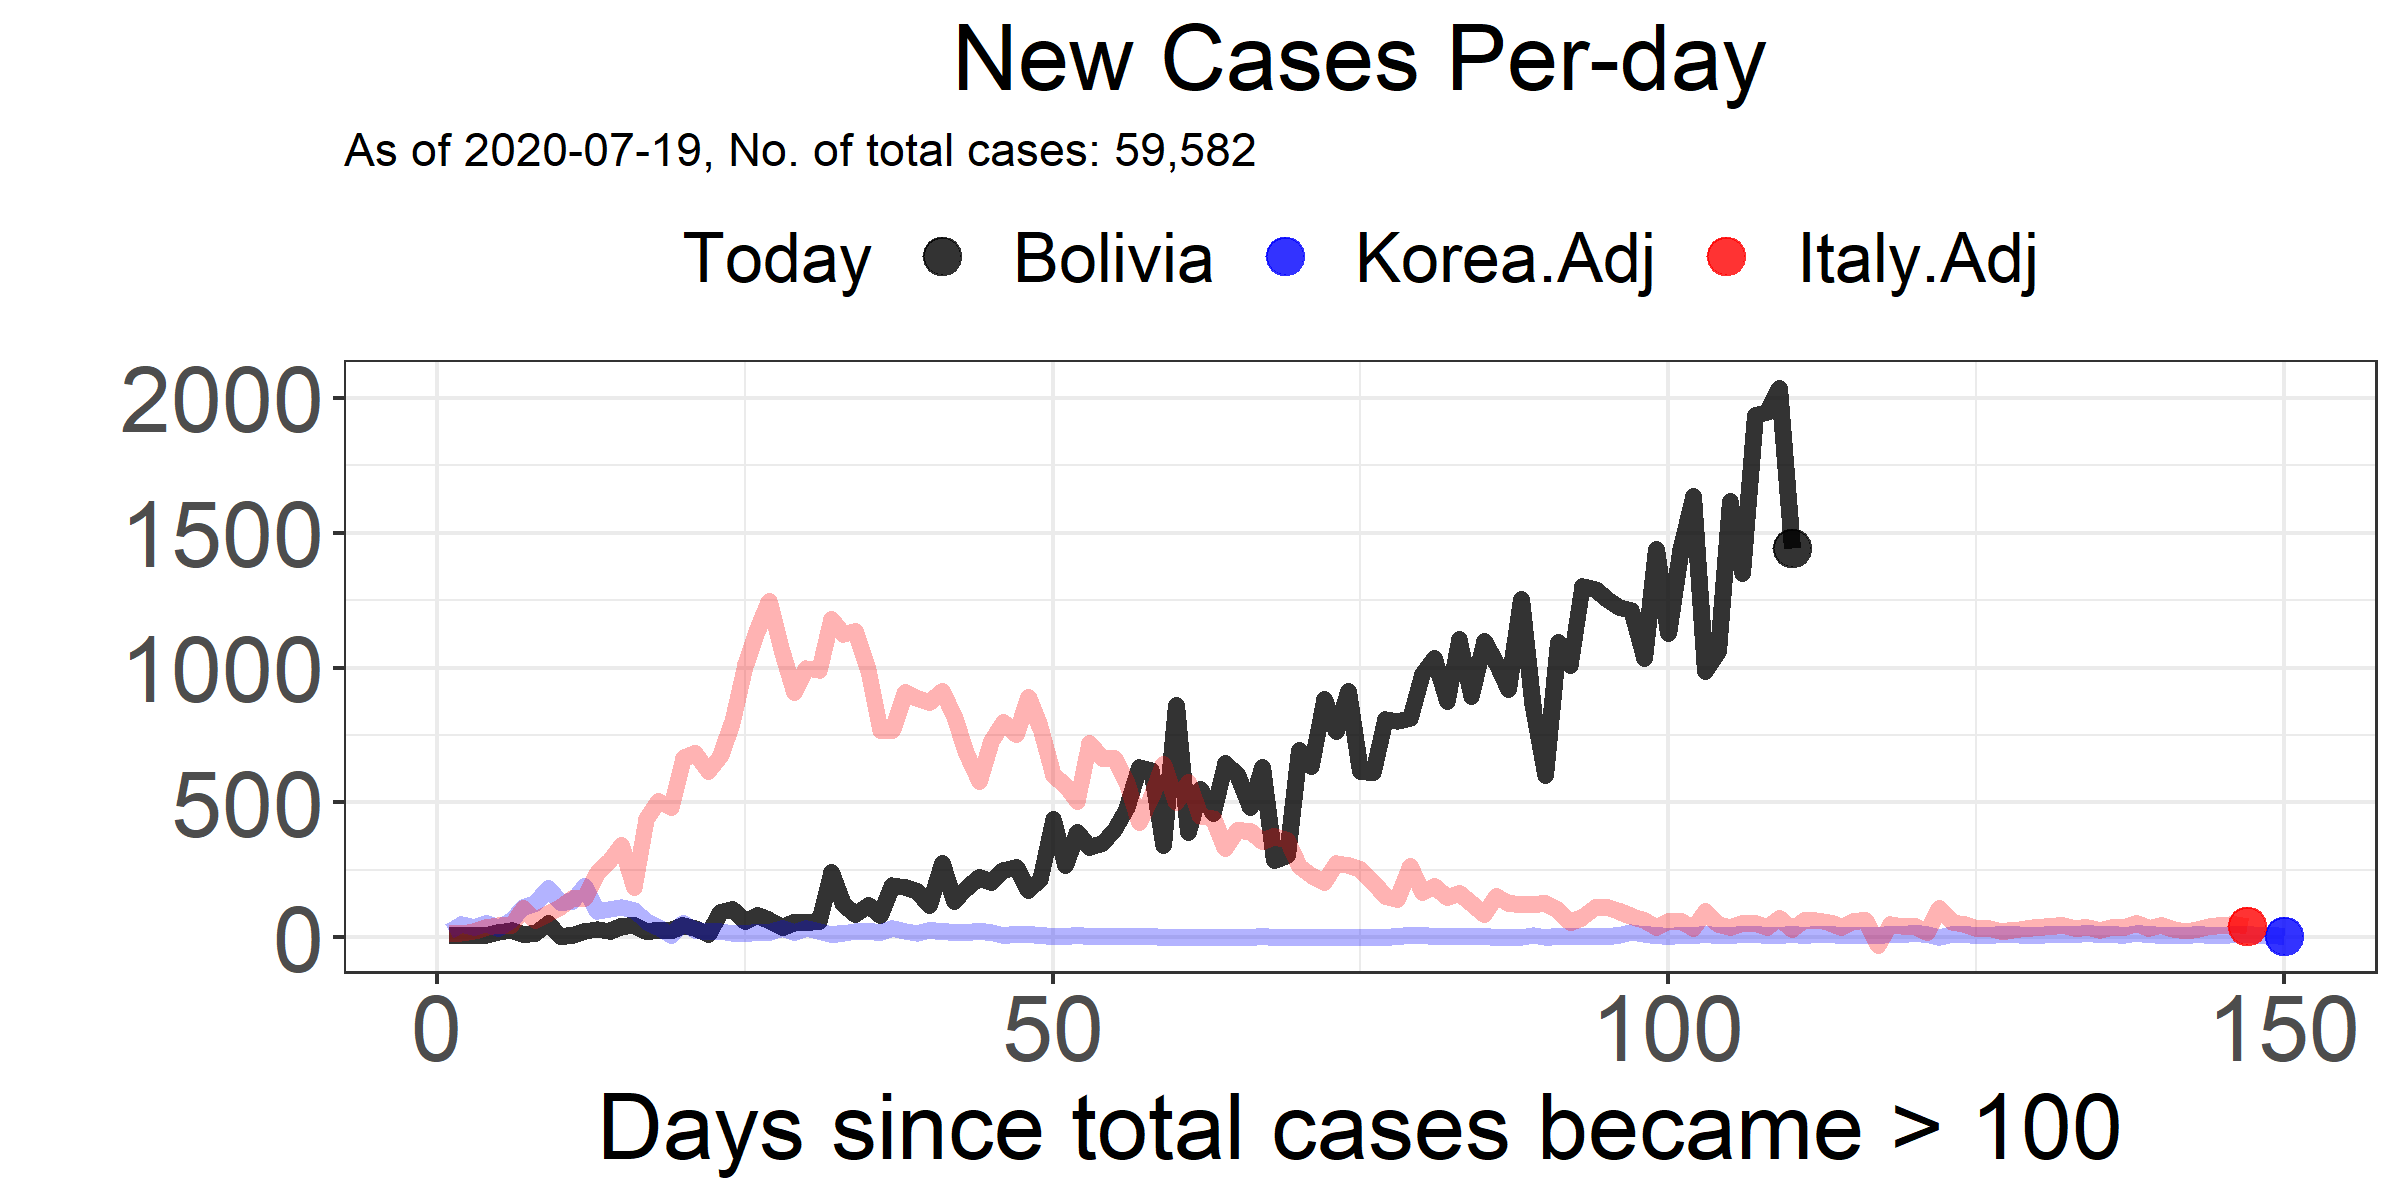 New Cases Per-day
As of 2020-07-19, No. of total cases: 59,582
Today Bolivia Korea.Adj Italy.Adj
2000
1500
1000
500
0
0 50 100 150
Days since total cases became > 100